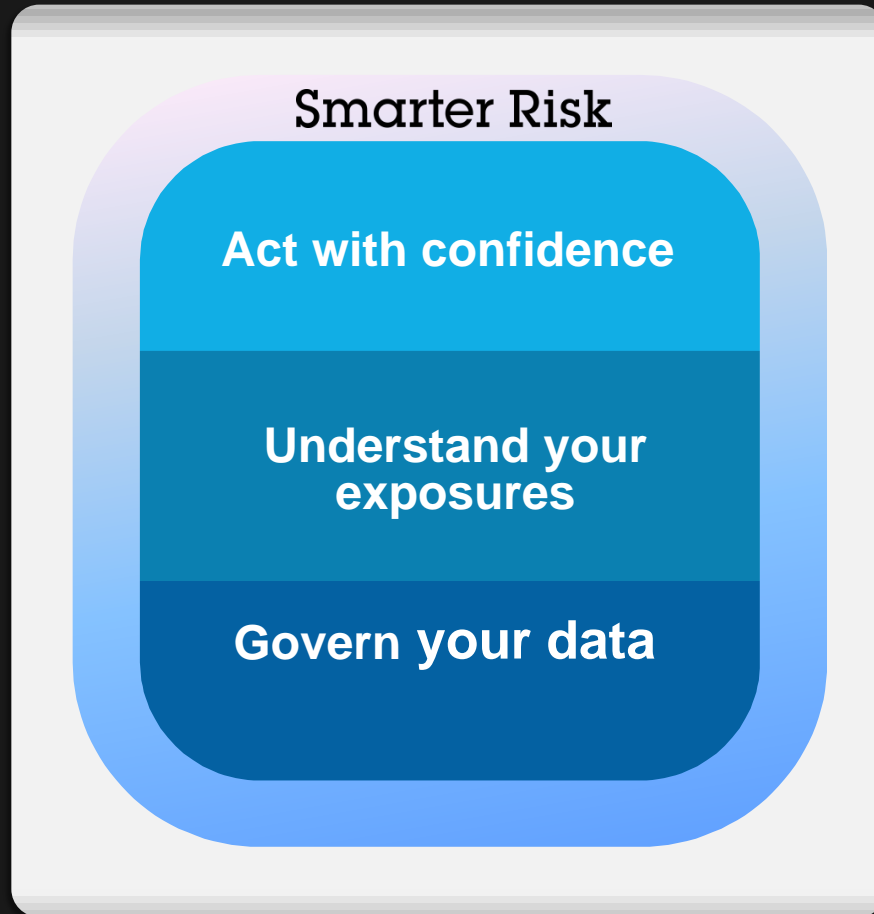 Smarter Risk
Act with confidence
Understand your
exposures
Govern your data